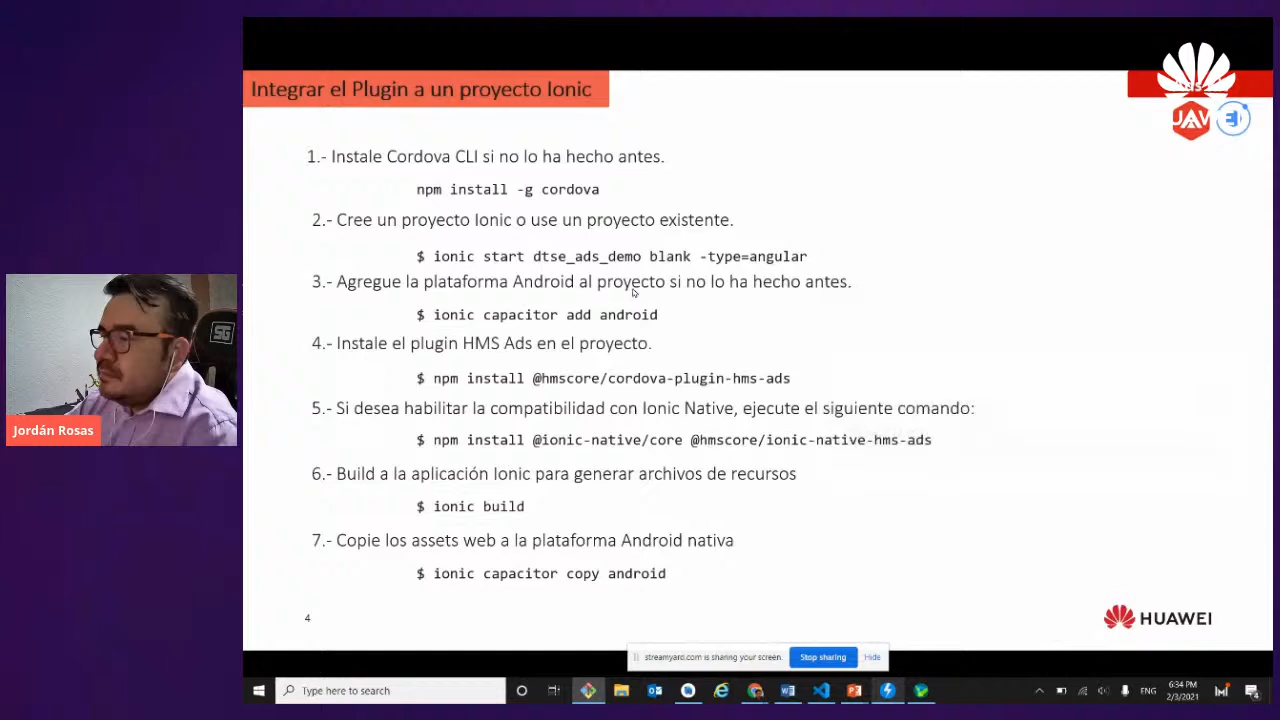 Integrar el Plugin a un proyecto Ionic
1.- Instale Cordova CLI si no lo ha hecho antes.
npm install -g cordova
2.- Cree un proyecto Ionic o use un proyecto existente.
$ ionic start dtse_ads_demo blank -type=angular
3.- Agregue la plataforma Android al proyecto si no lo ha hecho antes.
$ ionic capacitor add android
4.- Instale el plugin HMS Ads en el proyecto.
$ npm install @hmscore/cordova-plugin-hms-ads
5.- Si desea habilitar la compatibilidad con Ionic Native, ejecute el siguiente comando:
$ npm install @ionic-native/core @hmscore/ionic-native-hms-ads
6.- Build a la aplicación Ionic para generar archivos de recursos
$ ionic build
7.- Copie los assets web a la plataforma Android nativa
$ ionic capacitor copy android
4
HUAWEI
Jordán Rosas
streamyard.com is sharing your screen.
Stop sharing
Hide
Type here to search
ENG
6:34 PM
2/3/2021